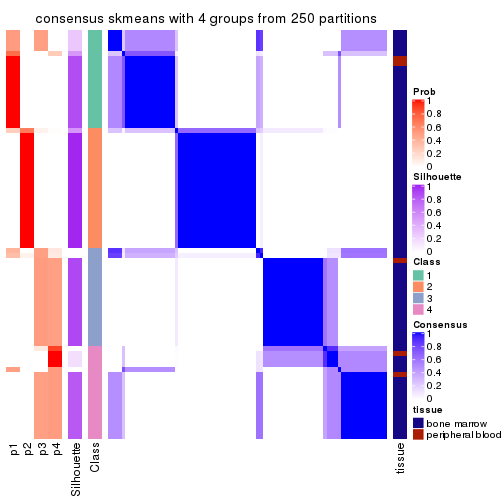 consensus skmeans with 4 groups from 250 partitions
Prob
1
0.8
0.6
0.4
0.2
0
Silhouette
1
0.8
0.6
0.4
0.2
0
Class
1
2
3
4
Consensus
1
0.8
0.6
0.4
0.2
0
tissue
bone marrow
peripheral blood
p1
p2
p3
p4
Silhouette
Class
tissue